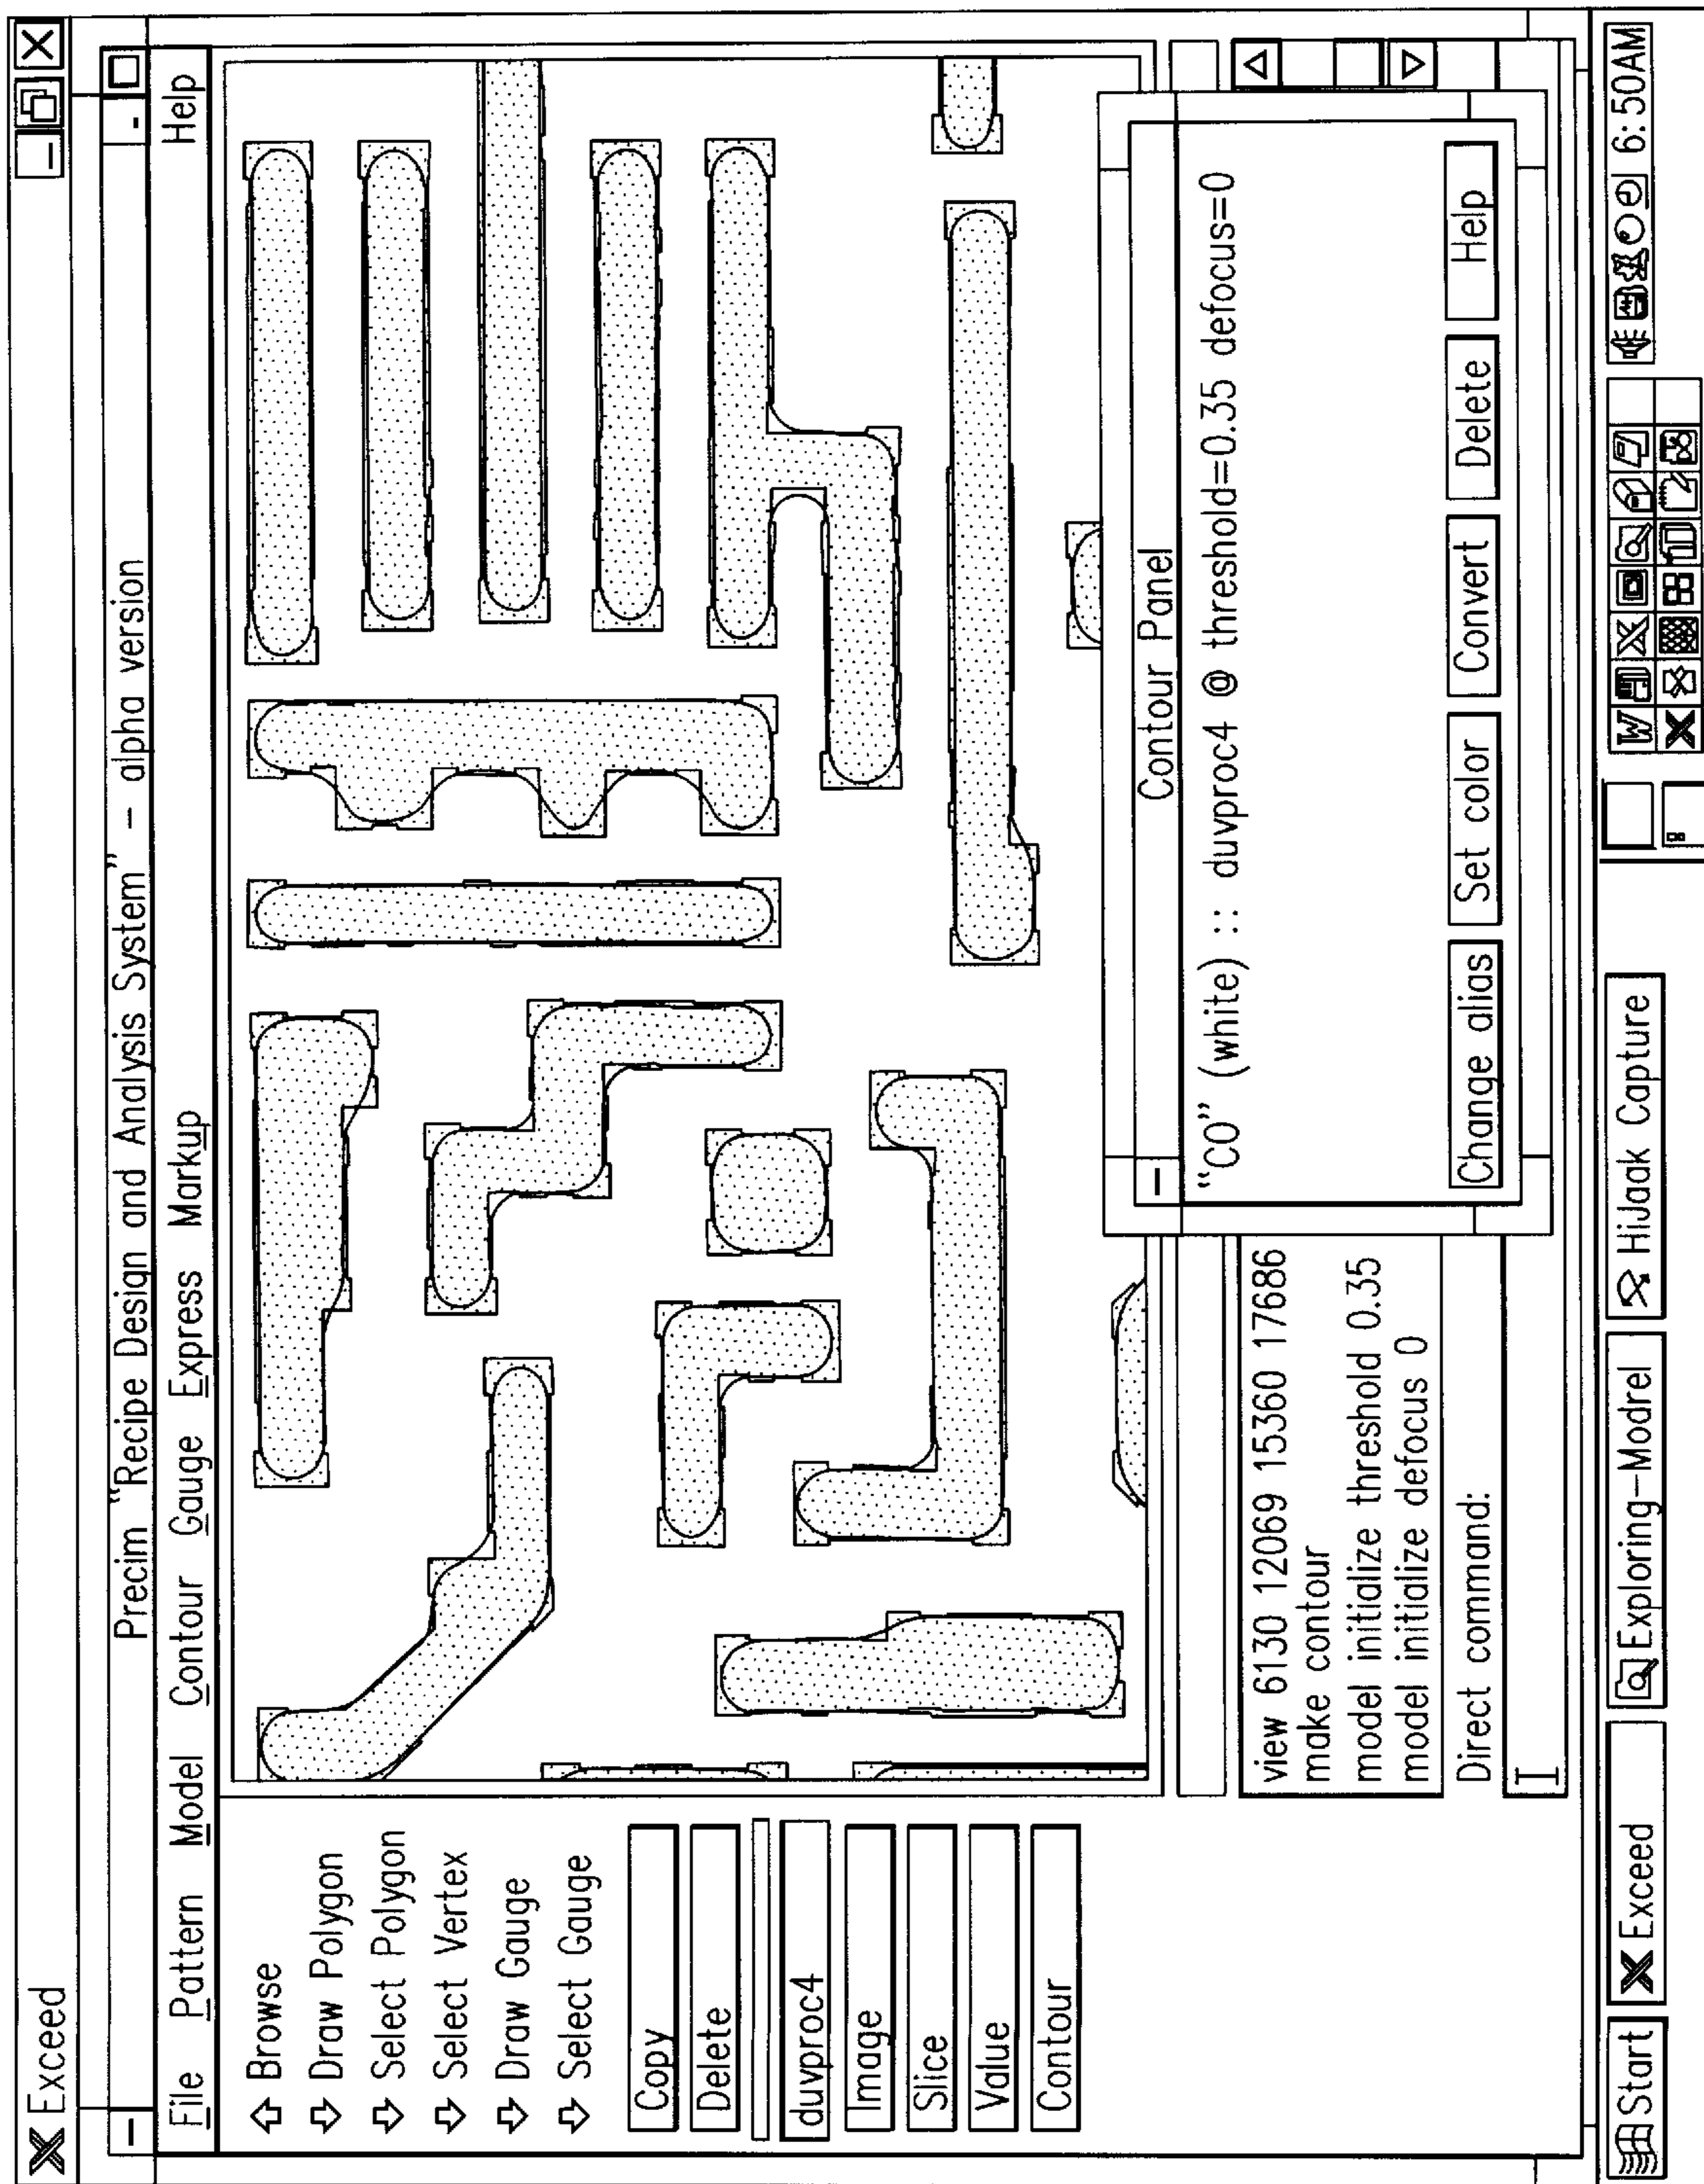 Exceed
Precim "Recipe Design and Analysis System" – alpha version
File Pattern Model Contour Gauge Express Markup Help
Browse
Draw Polygon
Select Polygon
Select Vertex
Draw Gauge
Select Gauge
Copy
Delete
duvproc4
Image
Slice
Value
Contour
view 6130 12069 15360 17686
make contour
model initialize threshold 0.35
model initialize defocus 0
Direct command:
Contour Panel
"C0" (white) :: duvproc4 @ threshold=0.35 defocus=0
Change alias Set color Convert Delete Help
Start Exceed Exploring-Modrel HiJaak Capture W 6:50AM